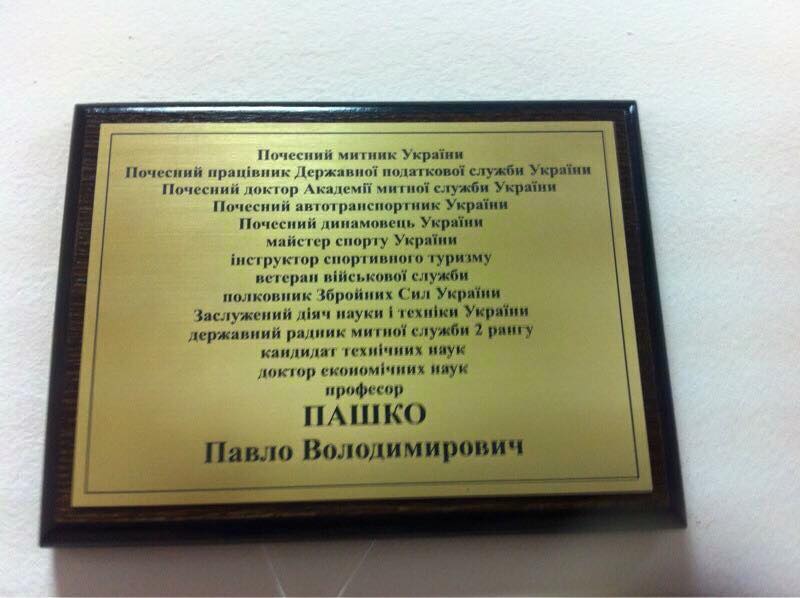 Почесний митник України
Почесний працівник Державної податкової служби України
Почесний доктор Академії митної служби України
Почесний автотранспортник України
Почесний динамовець України
майстер спорту України
інструктор спортивного туризму
ветеран військової служби
полковник Збройних Сил України
Заслужений діяч науки і техніки України
державний радник митної служби 2 рангу
кандидат технічних наук
доктор економічних наук
професор
ПАШКО
Павло Володимирович